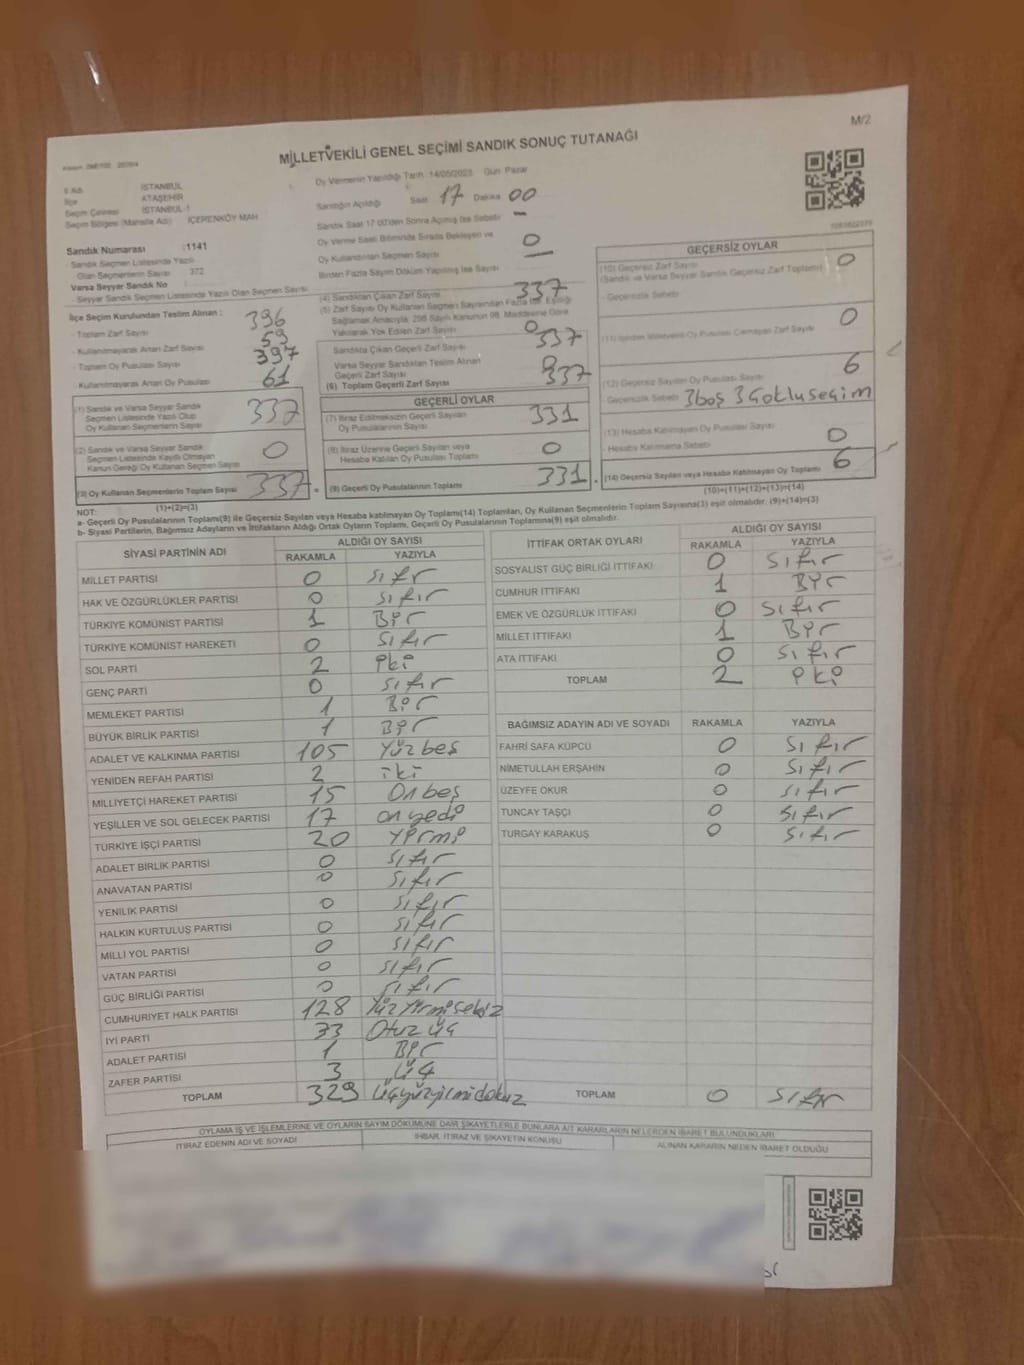 M/2
MİLLETVEKİLİ GENEL SEÇİMİ SANDIK SONUÇ TUTANAĞI
İl Adı İSTANBUL
İlçe ATAŞEHİR
Seçim Çevresi İSTANBUL-1
Seçim Bölgesi (Mahalle Adı) İÇERENKÖY MAH
Oy Vermenin Yapıldığı Tarih :14/05/2023 Gün: Pazar
Sandığın Açıldığı Saat 17 Dakika 00
Sandık Saat 17:00'den Sonra Açılmış İse Sebebi -
Oy Verme Saati Bitiminde Sırada Bekleyen ve
Oy Kullandırılan Seçmen Sayısı 0
Birden Fazla Sayım Döküm Yapılmış İse Sayısı -
Sandık Numarası :1141
- Sandık Seçmen Listesinde Yazılı
Olan Seçmenlerin Sayısı : 372
Varsa Seyyar Sandık No :
- Seyyar Sandık Seçmen Listesinde Yazılı Olan Seçmen Sayısı
İlçe Seçim Kurulundan Teslim Alınan :
- Toplam Zarf Sayısı 396
- Kullanılmayarak Artan Zarf Sayısı 59
- Toplam Oy Pusulası Sayısı 397
- Kullanılmayarak Artan Oy Pusulası 61
(1) Sandık ve Varsa Seyyar Sandık
Seçmen Listesinde Yazılı Olup
Oy Kullanan Seçmenlerin Sayısı 337
(2) Sandık ve Varsa Seyyar Sandık
Seçmen Listesinde Kayıtlı Olmayan
Kanun Gereği Oy Kullanan Seçmen Sayısı 0
(3) Oy Kullanan Seçmenlerin Toplam Sayısı 337
(1)+(2)=(3)
(4) Sandıktan Çıkan Zarf Sayısı 337
(5) Zarf Sayısı Oy Kullanan Seçmen Sayısından Fazla İse, Eşitliği
Sağlamak Amacıyla, 298 Sayılı Kanunun 98. Maddesine Göre
Yakılarak Yok Edilen Zarf Sayısı 0
Sandıkta Çıkan Geçerli Zarf Sayısı 337
Varsa Seyyar Sandıktan Teslim Alınan
Geçerli Zarf Sayısı 0
(6) Toplam Geçerli Zarf Sayısı 337
GEÇERLİ OYLAR
(7) İtiraz Edilmeksizin Geçerli Sayılan
Oy Pusulasının Sayısı 331
(8) İtiraz Üzerine Geçerli Sayılan veya
Hesaba Katılan Oy Pusulası Toplamı 0
(9) Geçerli Oy Pusulalarının Toplamı 331
GEÇERSİZ OYLAR
(10) Geçersiz Zarf Sayısı 0
(Sandık ve Varsa Seyyar Sandık Geçersiz Zarf Toplamı)
- Geçersizlik Sebebi
(11) İçinden Milletvekili Oy Pusulası Çıkmayan Zarf Sayısı 0
(12) Geçersiz Sayılan Oy Pusulası Sayısı 6
- Geçersizlik Sebebi 3boş 3 çoklu seçim
(13) Hesaba Katılmayan Oy Pusulası Sayısı 0
- Hesaba Katılmama Sebebi
(14) Geçersiz Sayılan veya Hesaba Katılmayan Oy Toplamı 6
(10)+(11)+(12)+(13)=(14)
NOT:
a- Geçerli Oy Pusulalarının Toplamı(9) ile Geçersiz Sayılan veya Hesaba katılmayan Oy Toplamı(14) Toplamları, Oy Kullanan Seçmenlerin Toplam Sayısına(3) eşit olmalıdır. (9)+(14)=(3)
b- Siyasi Partilerin, Bağımsız Adayların ve İttifakların Aldığı Ortak Oyların Toplamı, Geçerli Oy Pusulalarının Toplamına(9) eşit olmalıdır.
SİYASİ PARTİNİN ADI ALDIĞI OY SAYISI
RAKAMLA YAZIYLA
MİLLET PARTİSİ 0 sıfır
HAK VE ÖZGÜRLÜKLER PARTİSİ 0 sıfır
TÜRKİYE KOMÜNİST PARTİSİ 1 Bir
TÜRKİYE KOMÜNİST HAREKETİ 0 sıfır
SOL PARTİ 2 iki
GENÇ PARTİ 0 sıfır
MEMLEKET PARTİSİ 1 Bir
BÜYÜK BİRLİK PARTİSİ 1 Bir
ADALET VE KALKINMA PARTİSİ 105 Yüz beş
YENİDEN REFAH PARTİSİ 2 iki
MİLLİYETÇİ HAREKET PARTİSİ 15 On beş
YEŞİLLER VE SOL GELECEK PARTİSİ 17 on yedi
TÜRKİYE İŞÇİ PARTİSİ 20 Yirmi
ADALET BİRLİK PARTİSİ 0 sıfır
ANAVATAN PARTİSİ 0 sıfır
YENİLİK PARTİSİ 0 sıfır
HALKIN KURTULUŞ PARTİSİ 0 sıfır
MİLLİ YOL PARTİSİ 0 sıfır
VATAN PARTİSİ 0 sıfır
GÜÇ BİRLİĞİ PARTİSİ 0 sıfır
CUMHURİYET HALK PARTİSİ 128 Yüz Yirmi sekiz
İYİ PARTİ 33 Otuz üç
ADALET PARTİSİ 1 Bir
ZAFER PARTİSİ 3 üç
TOPLAM 329 üçyüzyirmidokuz
İTTİFAK ORTAK OYLARI ALDIĞI OY SAYISI
RAKAMLA YAZIYLA
SOSYALİST GÜÇ BİRLİĞİ İTTİFAKI 0 sıfır
CUMHUR İTTİFAKI 1 Bir
EMEK VE ÖZGÜRLÜK İTTİFAKI 0 sıfır
MİLLET İTTİFAKI 1 Bir
ATA İTTİFAKI 0 sıfır
TOPLAM 2 iki
BAĞIMSIZ ADAYIN ADI VE SOYADI RAKAMLA YAZIYLA
FAHRİ SAFA KÜPCÜ 0 sıfır
NİMETULLAH ERŞAHİN 0 sıfır
ÜZEYFE OKUR 0 sıfır
TUNCAY TAŞÇI 0 sıfır
TURGAY KARAKUŞ 0 sıfır
TOPLAM 0 sıfır
OYLAMA İŞ VE İŞLEMLERİNE VE OYLARIN SAYIM DÖKÜMÜNE DAİR ŞİKAYETLERLE BUNLARA AİT KARARLARIN NELERDEN İBARET BULUNDUKLARI
İTİRAZ EDENİN ADI VE SOYADI İHBAR, İTİRAZ VE ŞİKAYETİN KONUSU ALINAN KARARIN NEDEN İBARET OLDUĞU